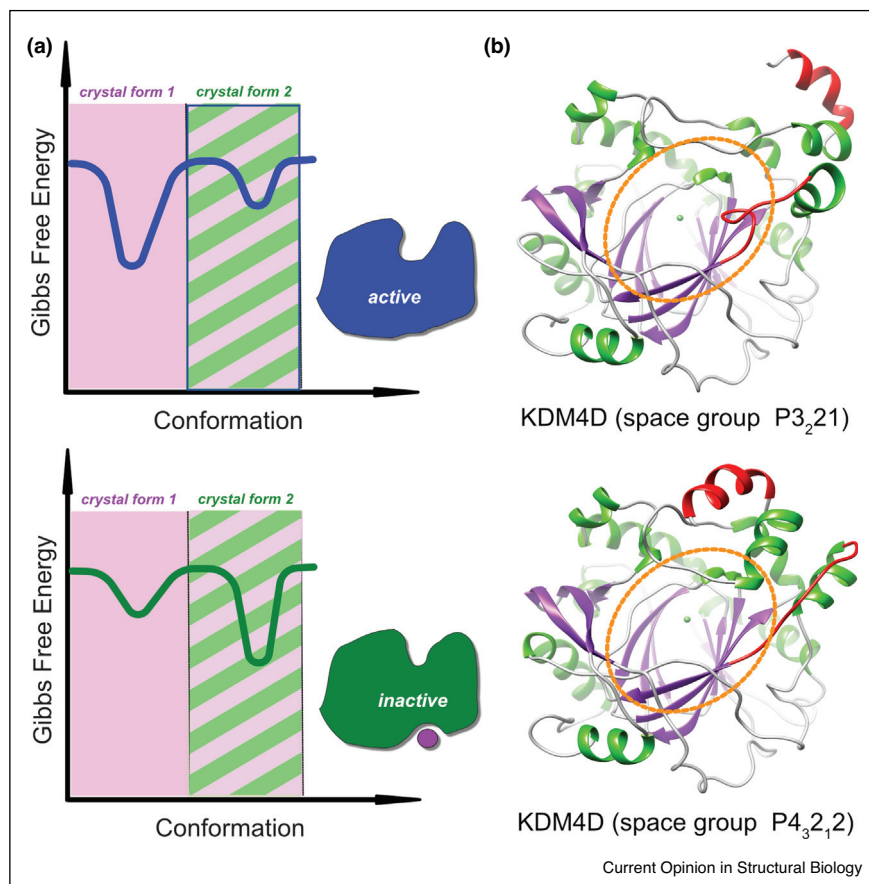 (a)
crystal form 1 crystal form 2
Gibbs Free Energy
active
Conformation
crystal form 1 crystal form 2
Gibbs Free Energy
inactive
Conformation
(b)
KDM4D (space group P3₂21)
KDM4D (space group P4₃2₁2)
Current Opinion in Structural Biology